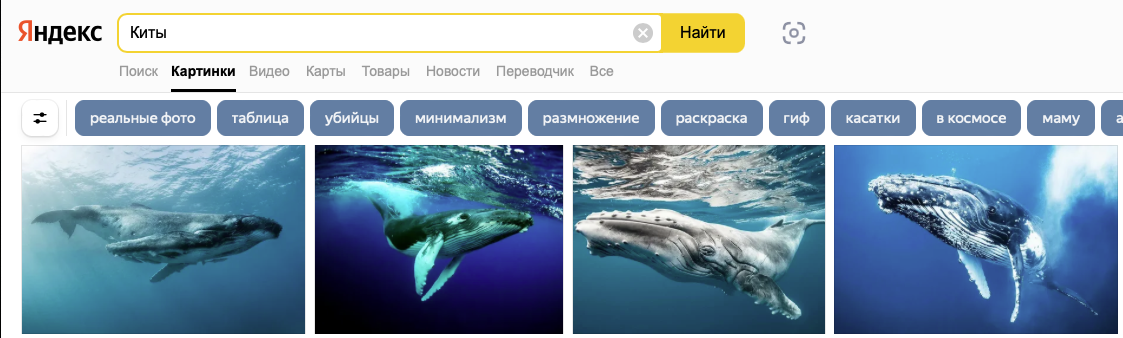 Яндекс Киты Найти
Поиск Картинки Видео Карты Товары Новости Переводчик Все
реальные фото таблица убийцы минимализм размножение раскраска гиф касатки в космосе маму